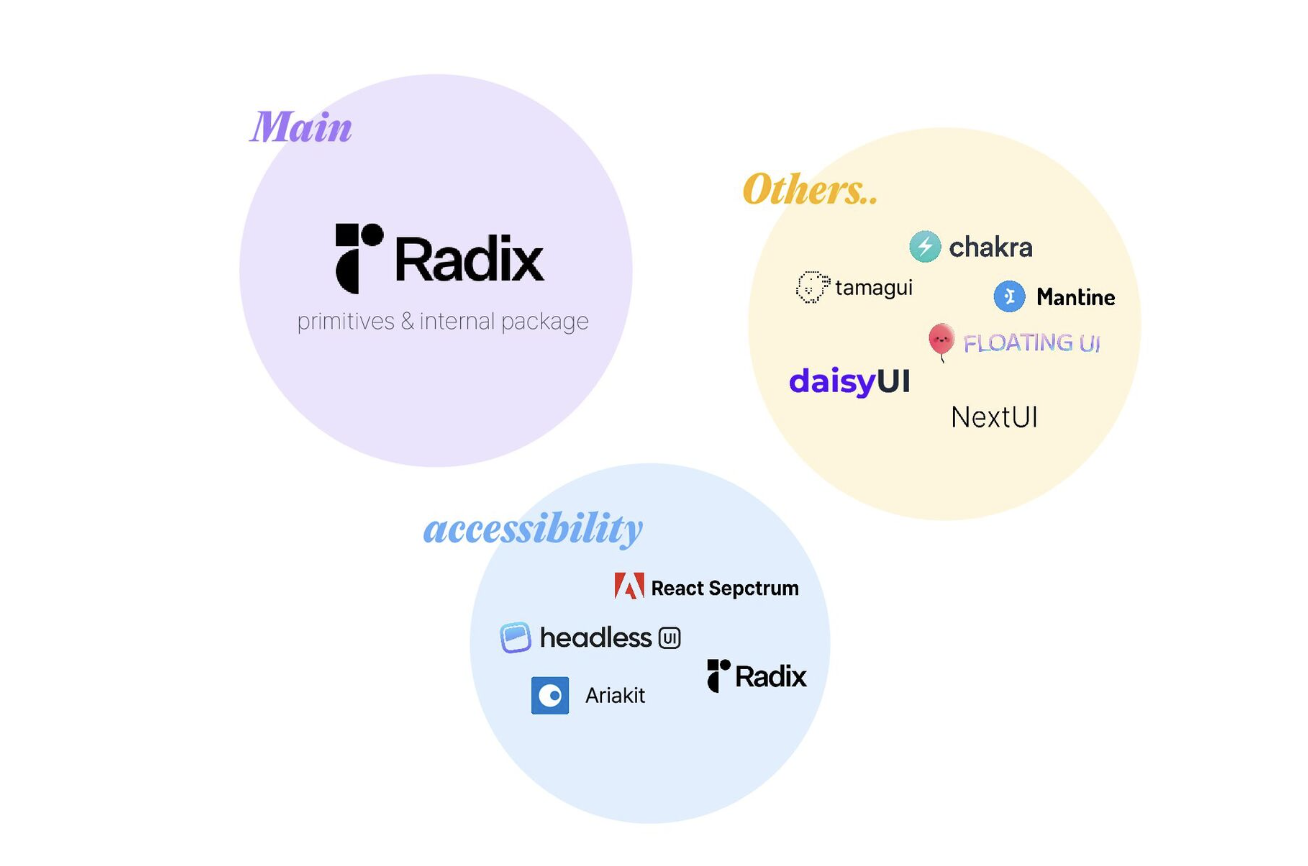 Main
Radix
primitives & internal package
Others..
chakra
tamagui
Mantine
FLOATING UI
daisyUI
NextUI
accessibility
React Sepctrum
headless UI
Radix
Ariakit